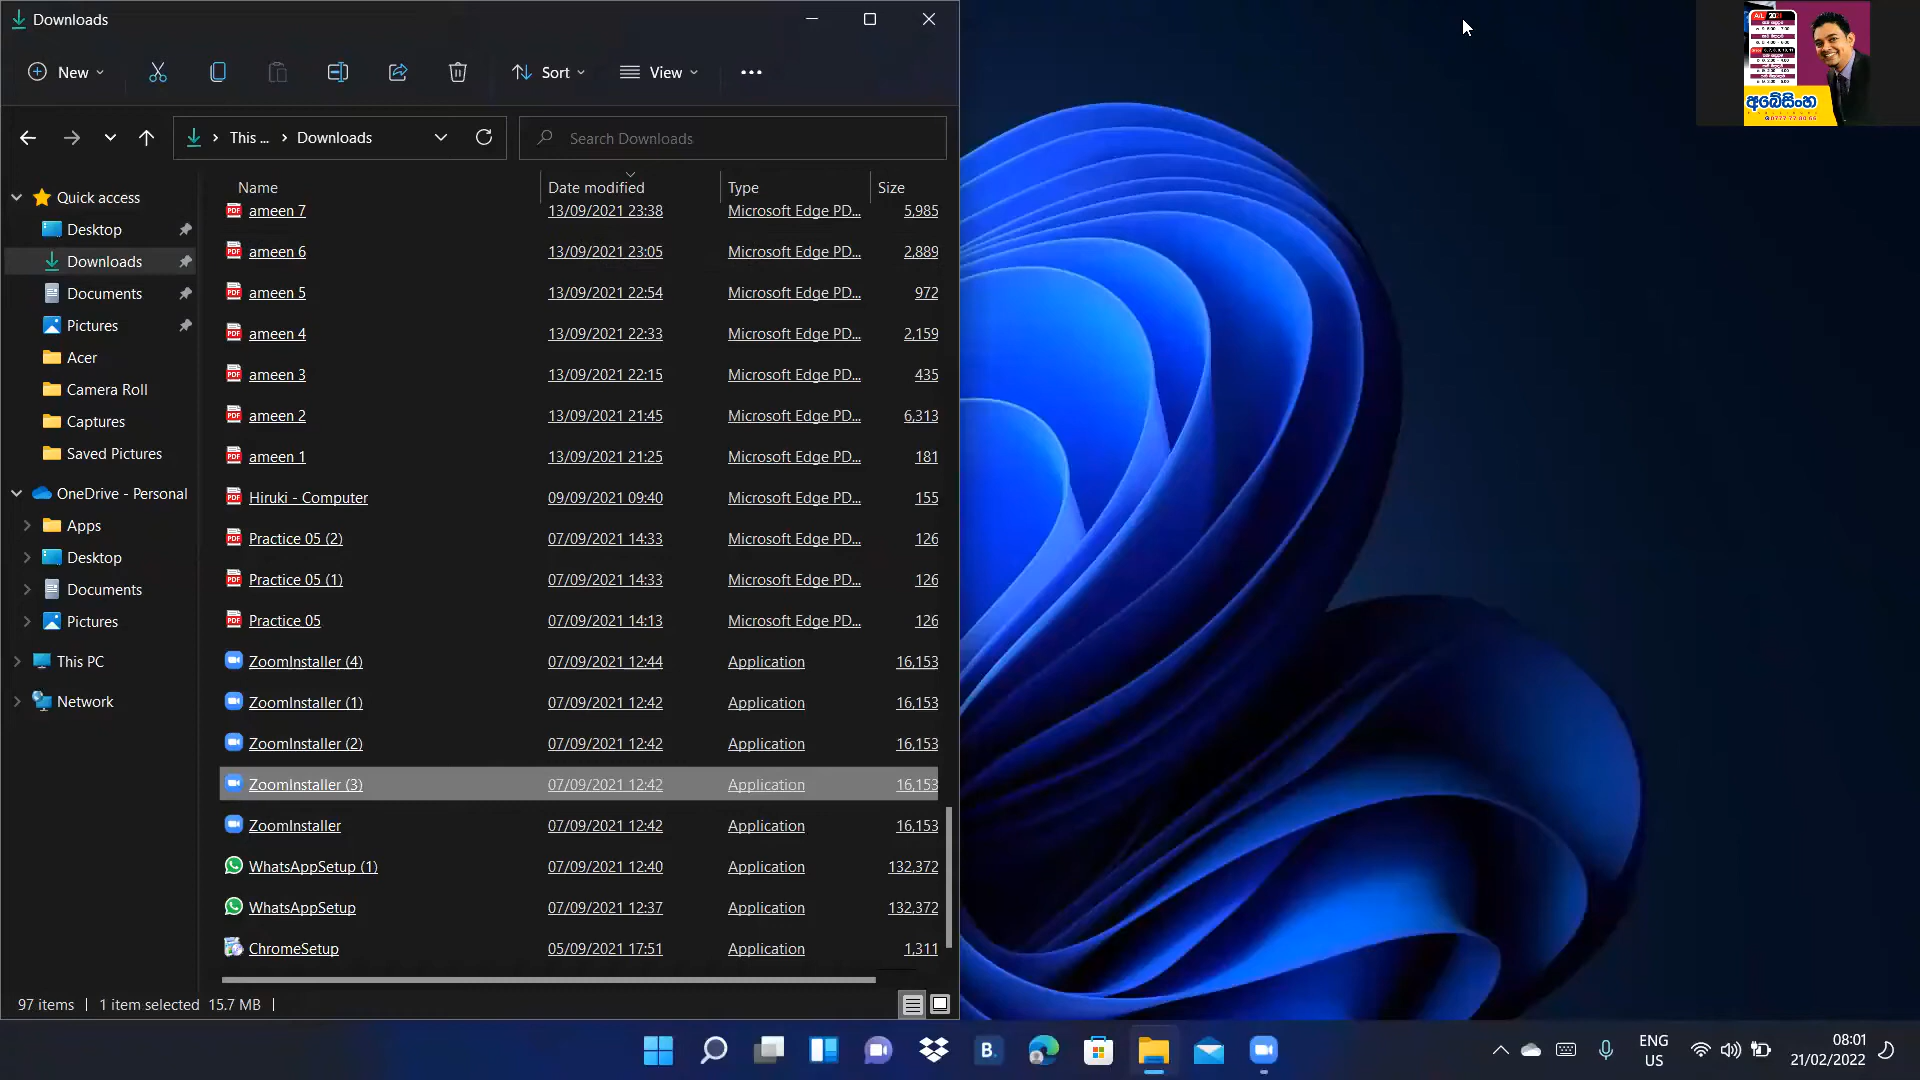 Downloads
New
Sort
View
This ...
Downloads
Search Downloads
Name
Date modified
Type
Size
Quick access
Desktop
Downloads
Documents
Pictures
Acer
Camera Roll
Captures
Saved Pictures
OneDrive - Personal
Apps
Desktop
Documents
Pictures
This PC
Network
ameen 7 13/09/2021 23:38 Microsoft Edge PD... 5,985
ameen 6 13/09/2021 23:05 Microsoft Edge PD... 2,889
ameen 5 13/09/2021 22:54 Microsoft Edge PD... 972
ameen 4 13/09/2021 22:33 Microsoft Edge PD... 2,159
ameen 3 13/09/2021 22:15 Microsoft Edge PD... 435
ameen 2 13/09/2021 21:45 Microsoft Edge PD... 6,313
ameen 1 13/09/2021 21:25 Microsoft Edge PD... 181
Hiruki - Computer 09/09/2021 09:40 Microsoft Edge PD... 155
Practice 05 (2) 07/09/2021 14:33 Microsoft Edge PD... 126
Practice 05 (1) 07/09/2021 14:33 Microsoft Edge PD... 126
Practice 05 07/09/2021 14:13 Microsoft Edge PD... 126
ZoomInstaller (4) 07/09/2021 12:44 Application 16,153
ZoomInstaller (1) 07/09/2021 12:42 Application 16,153
ZoomInstaller (2) 07/09/2021 12:42 Application 16,153
ZoomInstaller (3) 07/09/2021 12:42 Application 16,153
ZoomInstaller 07/09/2021 12:42 Application 16,153
WhatsAppSetup (1) 07/09/2021 12:40 Application 132,372
WhatsAppSetup 07/09/2021 12:37 Application 132,372
ChromeSetup 05/09/2021 17:51 Application 1,311
97 items
1 item selected 15.7 MB
අබේසිංහ
B.
ENG
US
08:01
21/02/2022